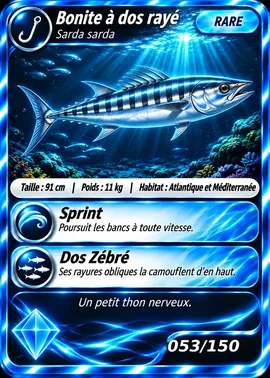 Bonite à dos rayé
RARE
Sarda sarda
Taille : 91 cm | Poids : 11 kg | Habitat : Atlantique et Méditerranée
Sprint
Poursuit les bancs à toute vitesse.
Dos Zébré
Ses rayures obliques la camouflent d'en haut.
Un petit thon nerveux.
053/150